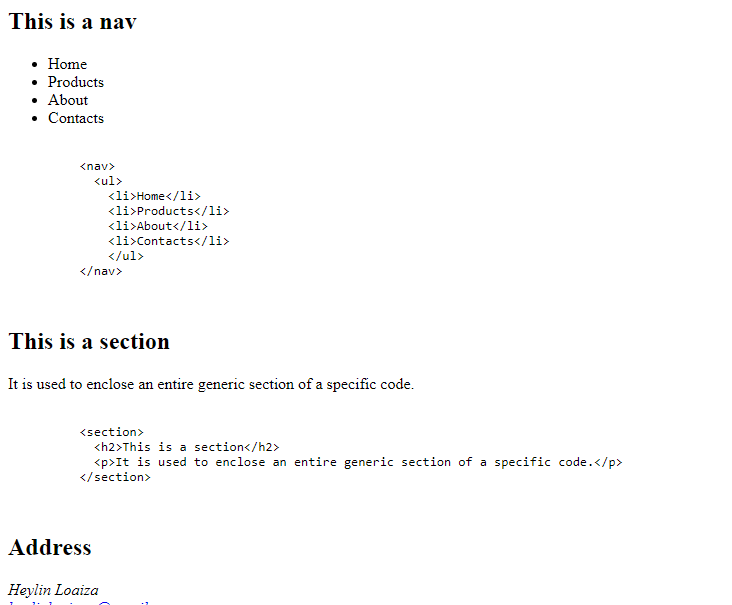 This is a nav
Home
Products
About
Contacts
<nav>
<ul>
<li>Home</li>
<li>Products</li>
<li>About</li>
<li>Contacts</li>
</ul>
</nav>
This is a section
It is used to enclose an entire generic section of a specific code.
<section>
<h2>This is a section</h2>
<p>It is used to enclose an entire generic section of a specific code.</p>
</section>
Address
Heylin Loaiza